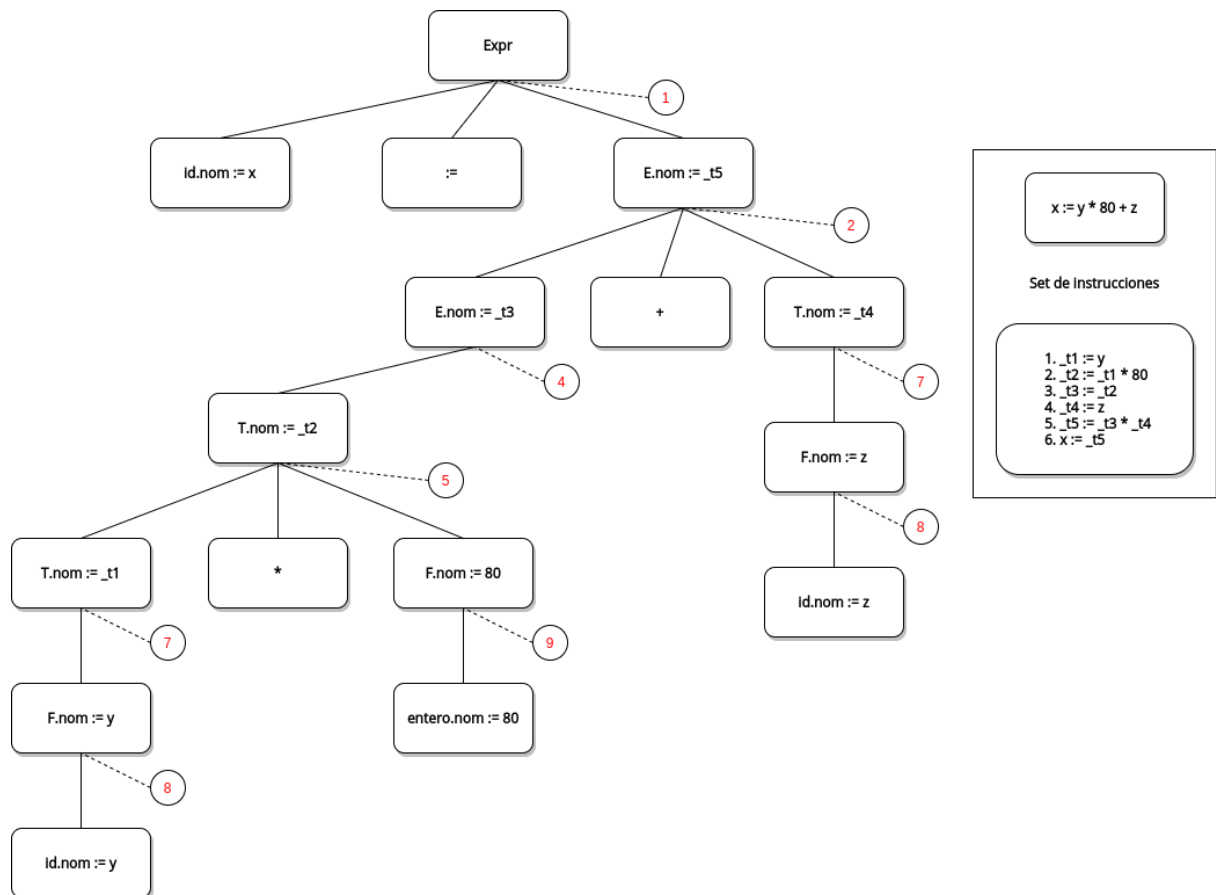 Expr
1
id.nom := x
:=
E.nom := _t5
2
E.nom := _t3
+
T.nom := _t4
4
7
T.nom := _t2
F.nom := z
5
8
T.nom := _t1
*
F.nom := 80
id.nom := z
7
9
F.nom := y
entero.nom := 80
8
id.nom := y
x := y * 80 + z
Set de instrucciones
1. _t1 := y
2. _t2 := _t1 * 80
3. _t3 := _t2
4. _t4 := z
5. _t5 := _t3 * _t4
6. x := _t5